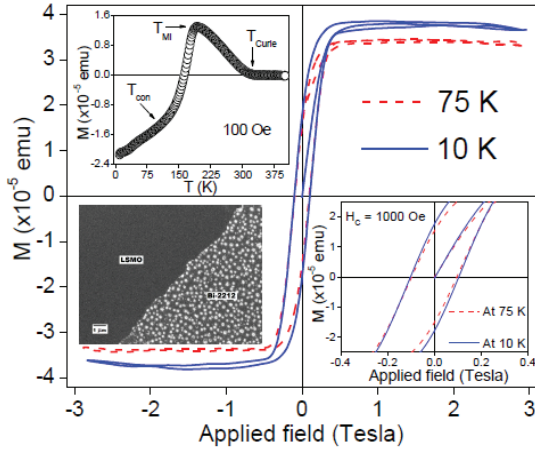 M (x10-5 emu)
4
3
2
1
0
-1
-2
-3
-4
-3 -2 -1 0 1 2 3
Applied field (Tesla)
75 K
10 K
M (x10-5 emu)
1.6
0.8
0.0
-0.8
-1.6
-2.4
0 75 150 225 300 375
T (K)
TMI
TCurie
Tcon
100 Oe
LSMO
Bi-2212
1 μm
HC = 1000 Oe
M (x10-5 emu)
2
1
0
-1
-2
-0.4 -0.2 0.0 0.2 0.4
Applied field (Tesla)
At 75 K
At 10 K